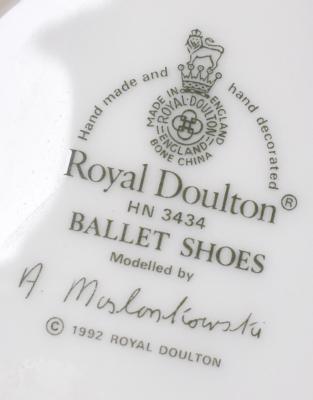 Hand made and hand decorated
MADE IN ENGLAND
ROYAL·DOULTON
ENGLAND
BONE CHINA
Royal Doulton®
HN 3434
BALLET SHOES
Modelled by
A. Maslankowski
© 1992 ROYAL DOULTON